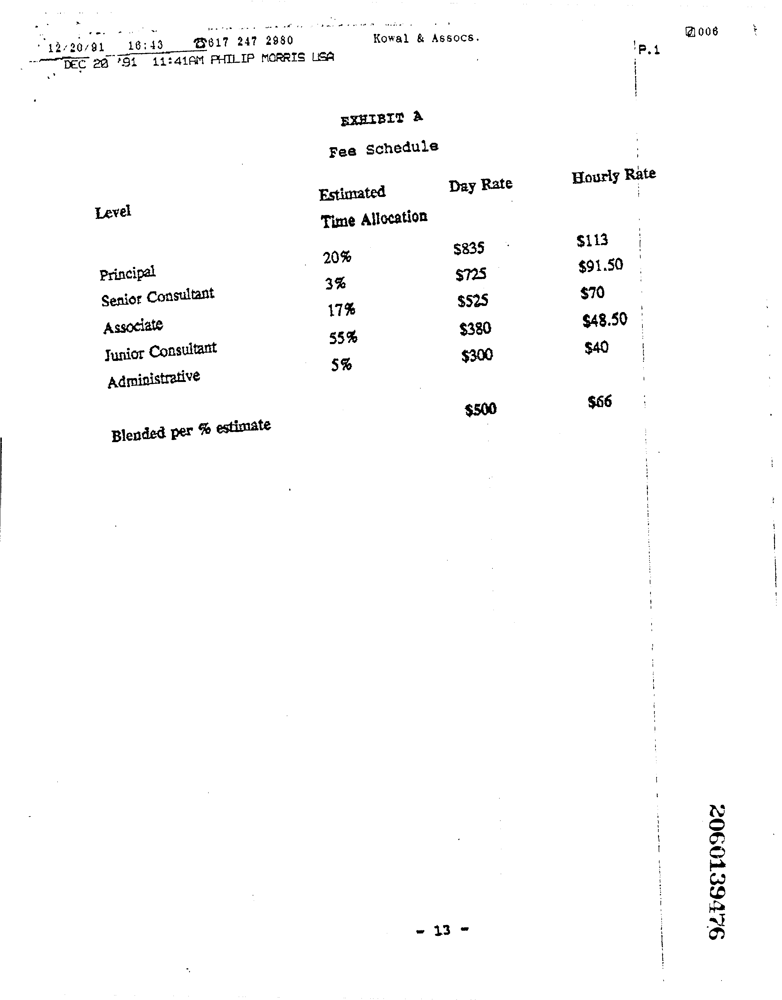 12/20/91 16:43 ☎617 247 2980 Kowal & Assocs. 006
DEC 20 '91 11:41AM PHILIP MORRIS USA P.1
EXHIBIT A
Fee Schedule
Level Estimated Day Rate Hourly Rate
Time Allocation
Principal 20% $835 $113
Senior Consultant 3% $725 $91.50
Associate 17% $525 $70
Junior Consultant 55% $380 $48.50
Administrative 5% $300 $40
Blended per % estimate $500 $66
- 13 -
2060139476